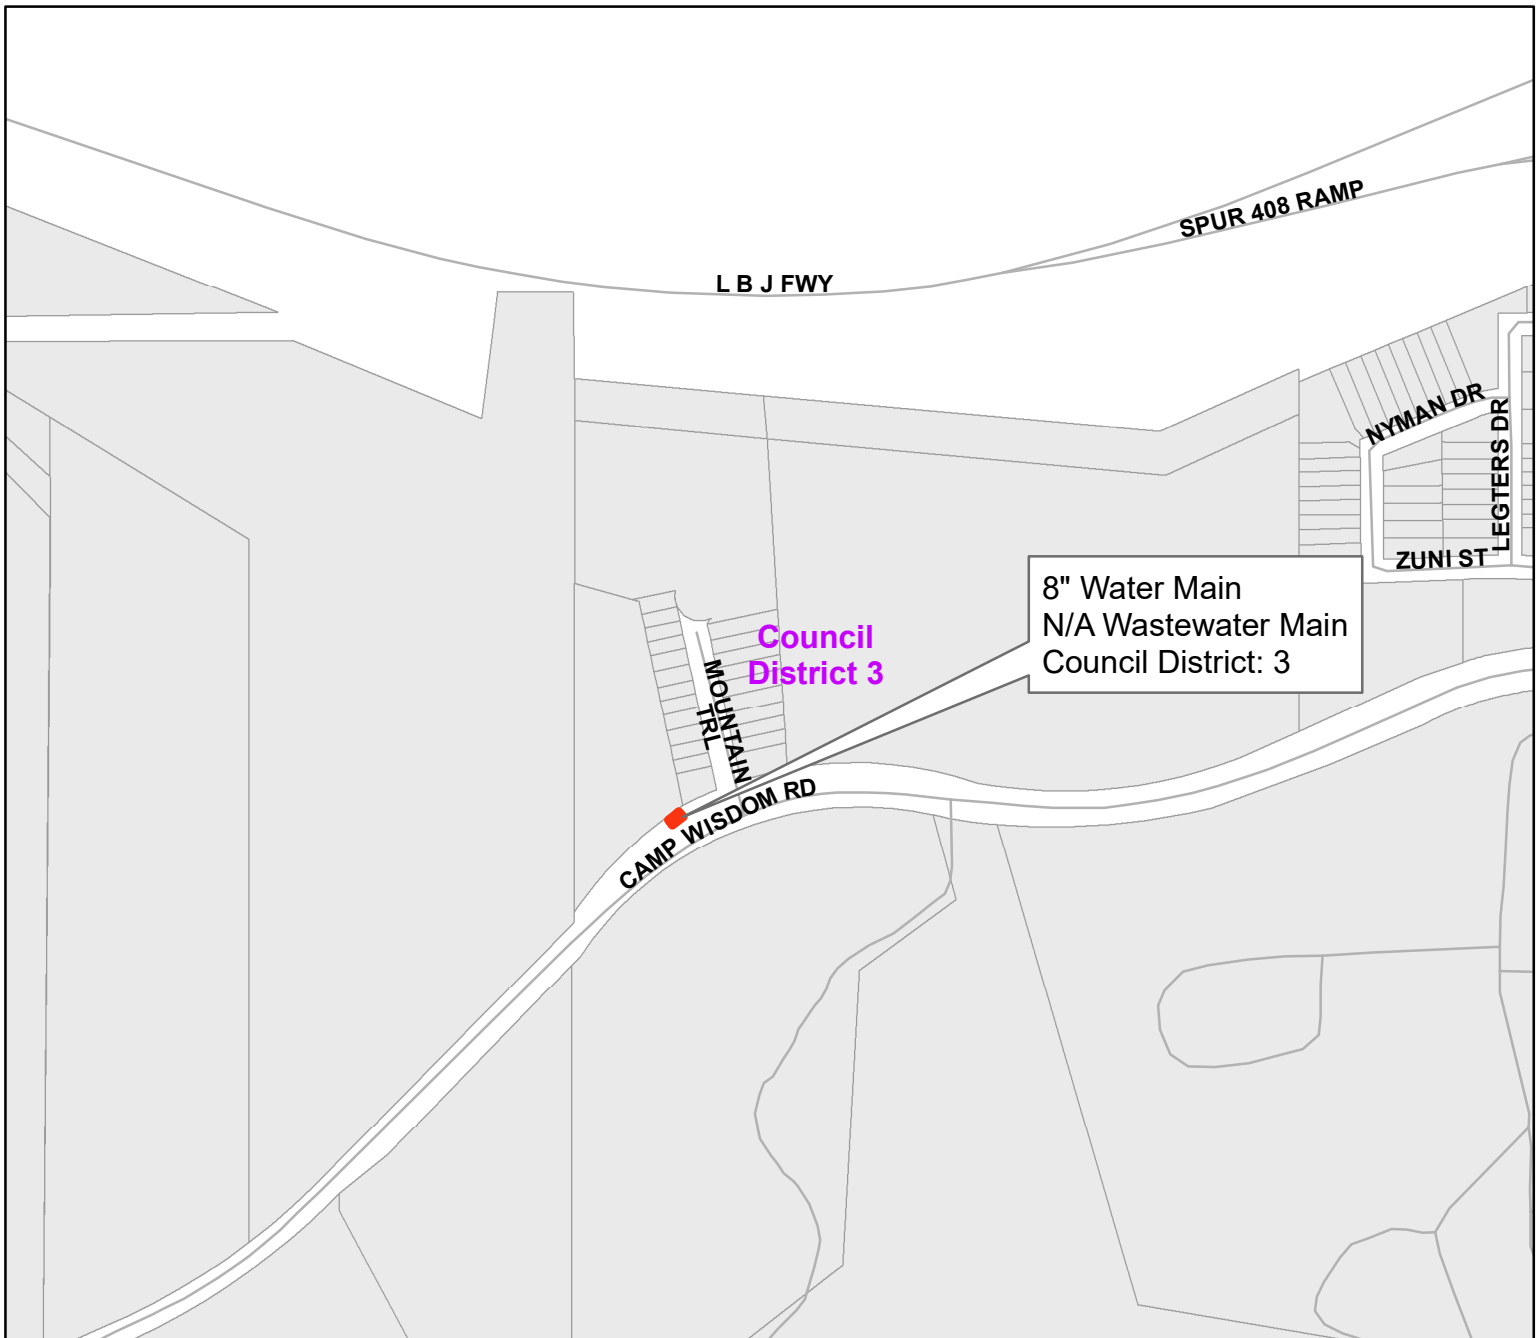 SPUR 408 RAMP
L B J FWY
NYMAN DR
LEGTERS DR
ZUNI ST
8" Water Main
N/A Wastewater Main
Council District: 3
Council
District 3
MOUNTAIN
TRL
CAMP WISDOM RD